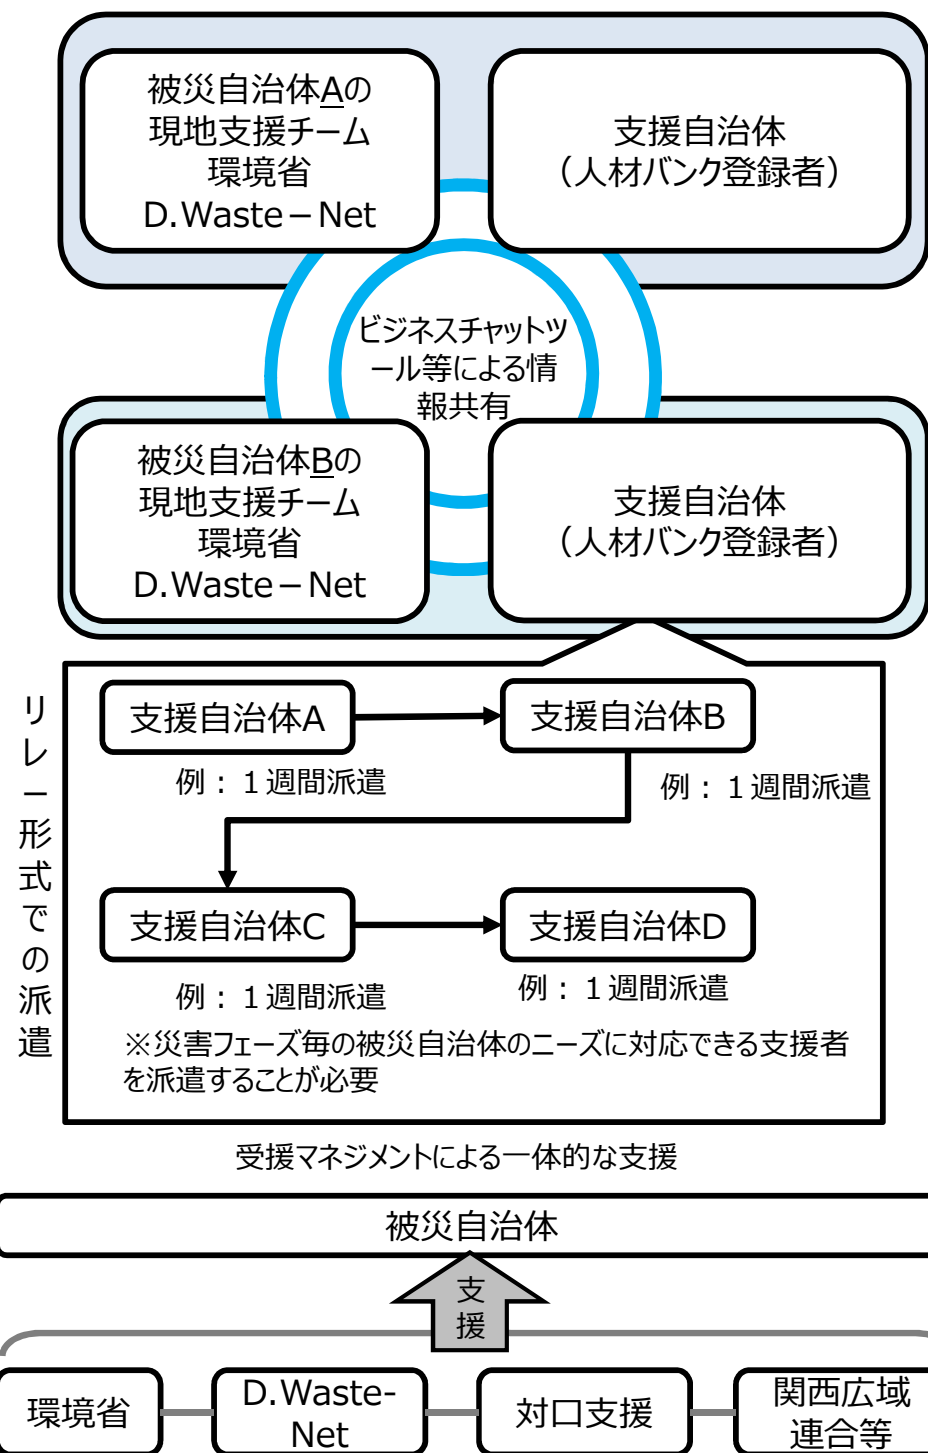 被災自治体Aの
現地支援チーム
環境省
D.Waste－Net
支援自治体
（人材バンク登録者）
ビジネスチャットツ
ール等による情
報共有
被災自治体Bの
現地支援チーム
環境省
D.Waste－Net
支援自治体
（人材バンク登録者）
リレー形式での派遣
支援自治体A
支援自治体B
例：１週間派遣
例：１週間派遣
支援自治体C
支援自治体D
例：１週間派遣
例：１週間派遣
※災害フェーズ毎の被災自治体のニーズに対応できる支援者
を派遣することが必要
受援マネジメントによる一体的な支援
被災自治体
支援
環境省
D.Waste-
Net
対口支援
関西広域
連合等